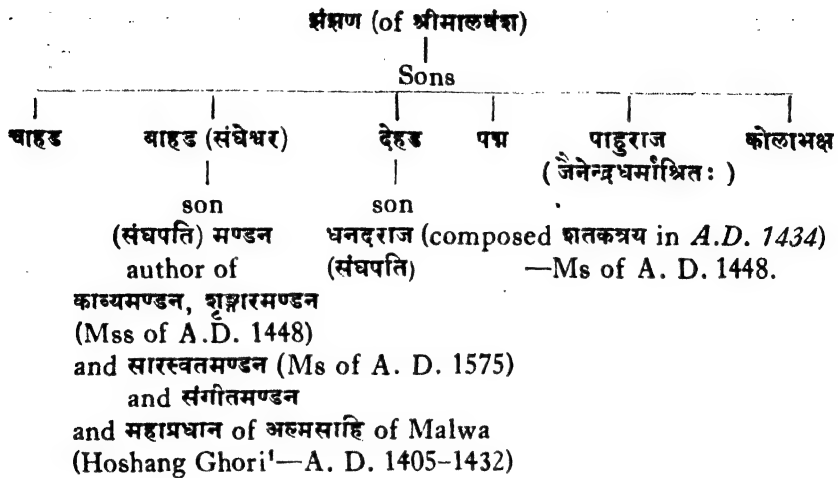 झंझण (of श्रीमालवंश)
Sons
चाहड बाहड (संघेश्वर) देहड पद्म पाहुराज कोलाभक्ष
(जैनेन्द्रधर्माश्रितः)
son son
(संघपति) मण्डन धनदराज (composed शतकत्रय in A.D. 1434)
author of (संघपति) —Ms of A. D. 1448.
काव्यमण्डन, शृङ्गारमण्डन
(Mss of A.D. 1448)
and सारस्वतमण्डन (Ms of A. D. 1575)
and संगीतमण्डन
and महाप्रधान of अल्मसाहि of Malwa
(Hoshang Ghori¹—A. D. 1405-1432)